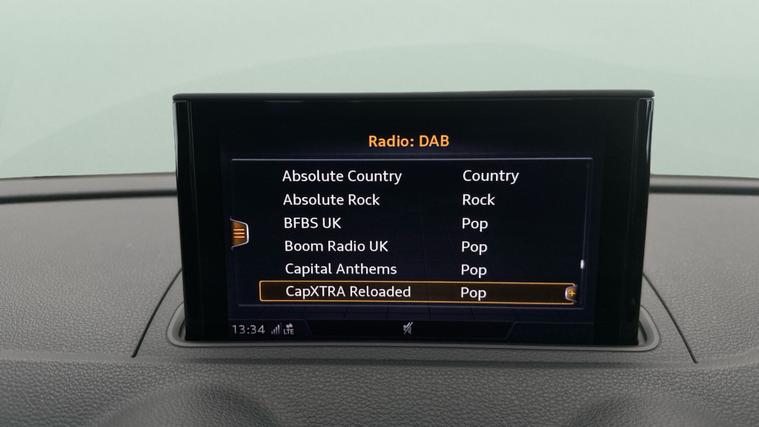 Radio: DAB
Absolute Country Country
Absolute Rock Rock
BFBS UK Pop
Boom Radio UK Pop
Capital Anthems Pop
CapXTRA Reloaded Pop
13:34 LTE